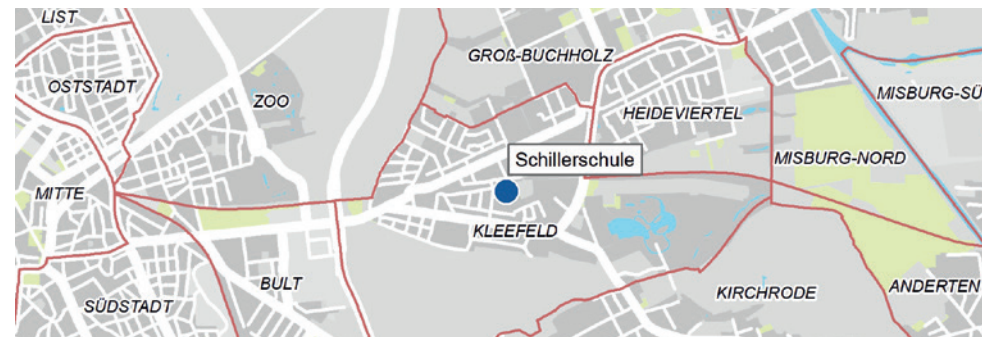 LIST
GROß-BUCHHOLZ
OSTSTADT
ZOO
MISBURG-SÜ
HEIDEVIERTEL
Schillerschule
MISBURG-NORD
MITTE
KLEEFELD
BULT
ANDERTEN
KIRCHRODE
SÜDSTADT